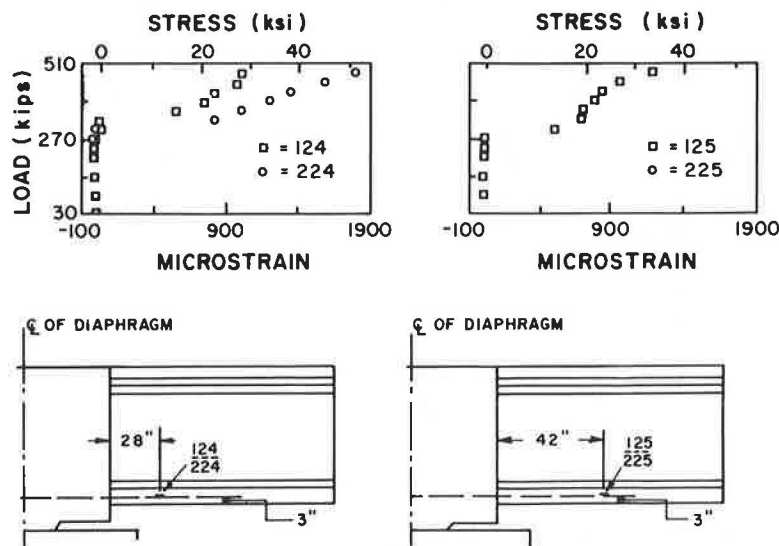 STRESS (ksi)
0 20 40 60
LOAD (kips)
510
270
30
□ = 124
○ = 224
-100 900 1900
MICROSTRAIN
STRESS (ksi)
0 20 40 60
□ = 125
○ = 225
-100 900 1900
MICROSTRAIN
℄ OF DIAPHRAGM
28"
124
224
3"
℄ OF DIAPHRAGM
42"
125
225
3"